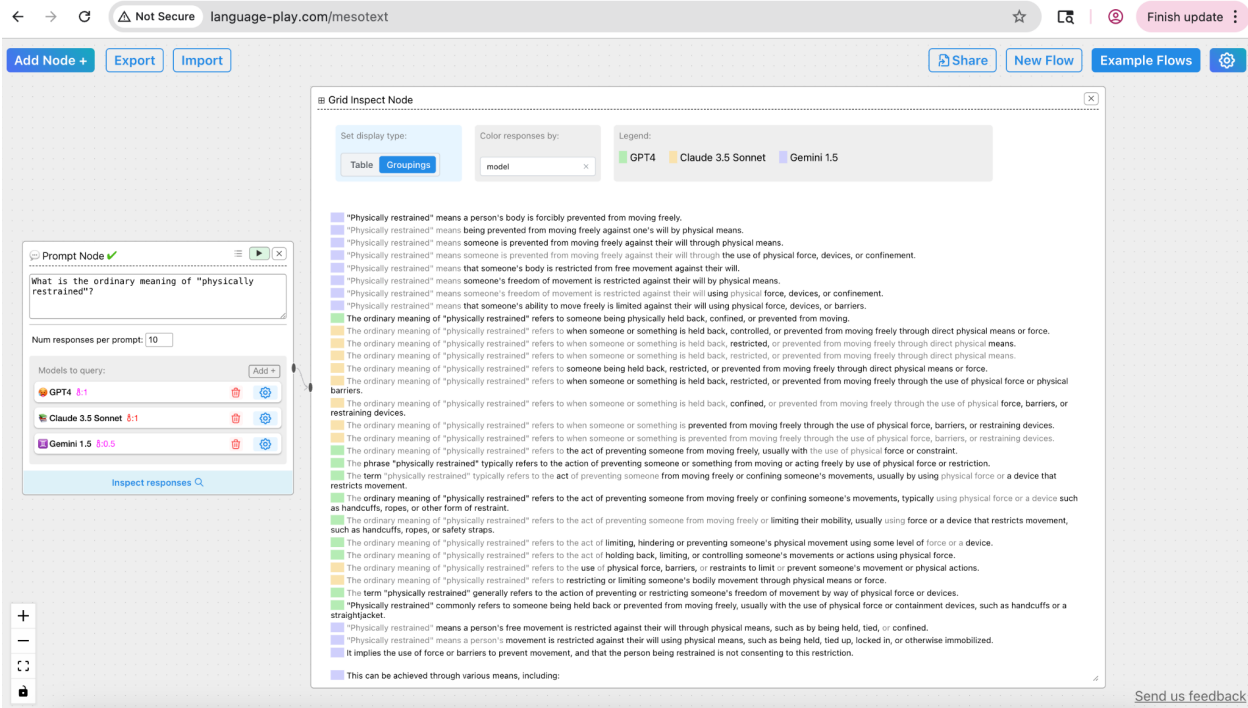 Not Secure language-play.com/mesotext Finish update
Add Node + Export Import Share New Flow Example Flows
Grid Inspect Node
Set display type: Color responses by: Legend:
Table Groupings model GPT4 Claude 3.5 Sonnet Gemini 1.5
Prompt Node
What is the ordinary meaning of "physically
restrained"?
Num responses per prompt: 10
Models to query: Add +
GPT4 :1
Claude 3.5 Sonnet :1
Gemini 1.5 :0.5
Inspect responses
"Physically restrained" means a person's body is forcibly prevented from moving freely.
"Physically restrained" means being prevented from moving freely against one's will by physical means.
"Physically restrained" means someone is prevented from moving freely against their will through physical means.
"Physically restrained" means someone is prevented from moving freely against their will through the use of physical force, devices, or confinement.
"Physically restrained" means that someone's body is restricted from free movement against their will.
"Physically restrained" means someone's freedom of movement is restricted against their will by physical means.
"Physically restrained" means someone's freedom of movement is restricted against their will using physical force, devices, or confinement.
"Physically restrained" means that someone's ability to move freely is limited against their will using physical force, devices, or barriers.
The ordinary meaning of "physically restrained" refers to someone being physically held back, confined, or prevented from moving.
The ordinary meaning of "physically restrained" refers to when someone or something is held back, controlled, or prevented from moving freely through direct physical means or force.
The ordinary meaning of "physically restrained" refers to when someone or something is held back, restricted, or prevented from moving freely through direct physical means.
The ordinary meaning of "physically restrained" refers to when someone or something is held back, restricted, or prevented from moving freely through direct physical means.
The ordinary meaning of "physically restrained" refers to someone being held back, restricted, or prevented from moving freely through direct physical means or force.
The ordinary meaning of "physically restrained" refers to when someone or something is held back, restricted, or prevented from moving freely through the use of physical force or physical
barriers.
The ordinary meaning of "physically restrained" refers to when someone or something is held back, confined, or prevented from moving freely through the use of physical force, barriers, or
restraining devices.
The ordinary meaning of "physically restrained" refers to when someone or something is prevented from moving freely through the use of physical force, barriers, or restraining devices.
The ordinary meaning of "physically restrained" refers to when someone or something is prevented from moving freely through the use of physical force, barriers, or restraining devices.
The ordinary meaning of "physically restrained" refers to the act of preventing someone from moving freely, usually with the use of physical force or constraint.
The phrase "physically restrained" typically refers to the action of preventing someone or something from moving or acting freely by use of physical force or restriction.
The term "physically restrained" typically refers to the act of preventing someone from moving freely or confining someone's movements, usually by using physical force or a device that
restricts movement.
The ordinary meaning of "physically restrained" refers to the act of preventing someone from moving freely or confining someone's movements, typically using physical force or a device such
as handcuffs, ropes, or other form of restraint.
The ordinary meaning of "physically restrained" refers to the act of preventing someone from moving freely or limiting their mobility, usually using force or a device that restricts movement,
such as handcuffs, ropes, or safety straps.
The ordinary meaning of "physically restrained" refers to the act of limiting, hindering or preventing someone's physical movement using some level of force or a device.
The ordinary meaning of "physically restrained" refers to the act of holding back, limiting, or controlling someone's movements or actions using physical force.
The ordinary meaning of "physically restrained" refers to the use of physical force, barriers, or restraints to limit or prevent someone's movement or physical actions.
The ordinary meaning of "physically restrained" refers to restricting or limiting someone's bodily movement through physical means or force.
The term "physically restrained" generally refers to the action of preventing or restricting someone's freedom of movement by way of physical force or devices.
"Physically restrained" commonly refers to someone being held back or prevented from moving freely, usually with the use of physical force or containment devices, such as handcuffs or a
straightjacket.
"Physically restrained" means a person's free movement is restricted against their will through physical means, such as by being held, tied, or confined.
"Physically restrained" means a person's movement is restricted against their will using physical means, such as being held, tied up, locked in, or otherwise immobilized.
It implies the use of force or barriers to prevent movement, and that the person being restrained is not consenting to this restriction.
This can be achieved through various means, including:
Send us feedback